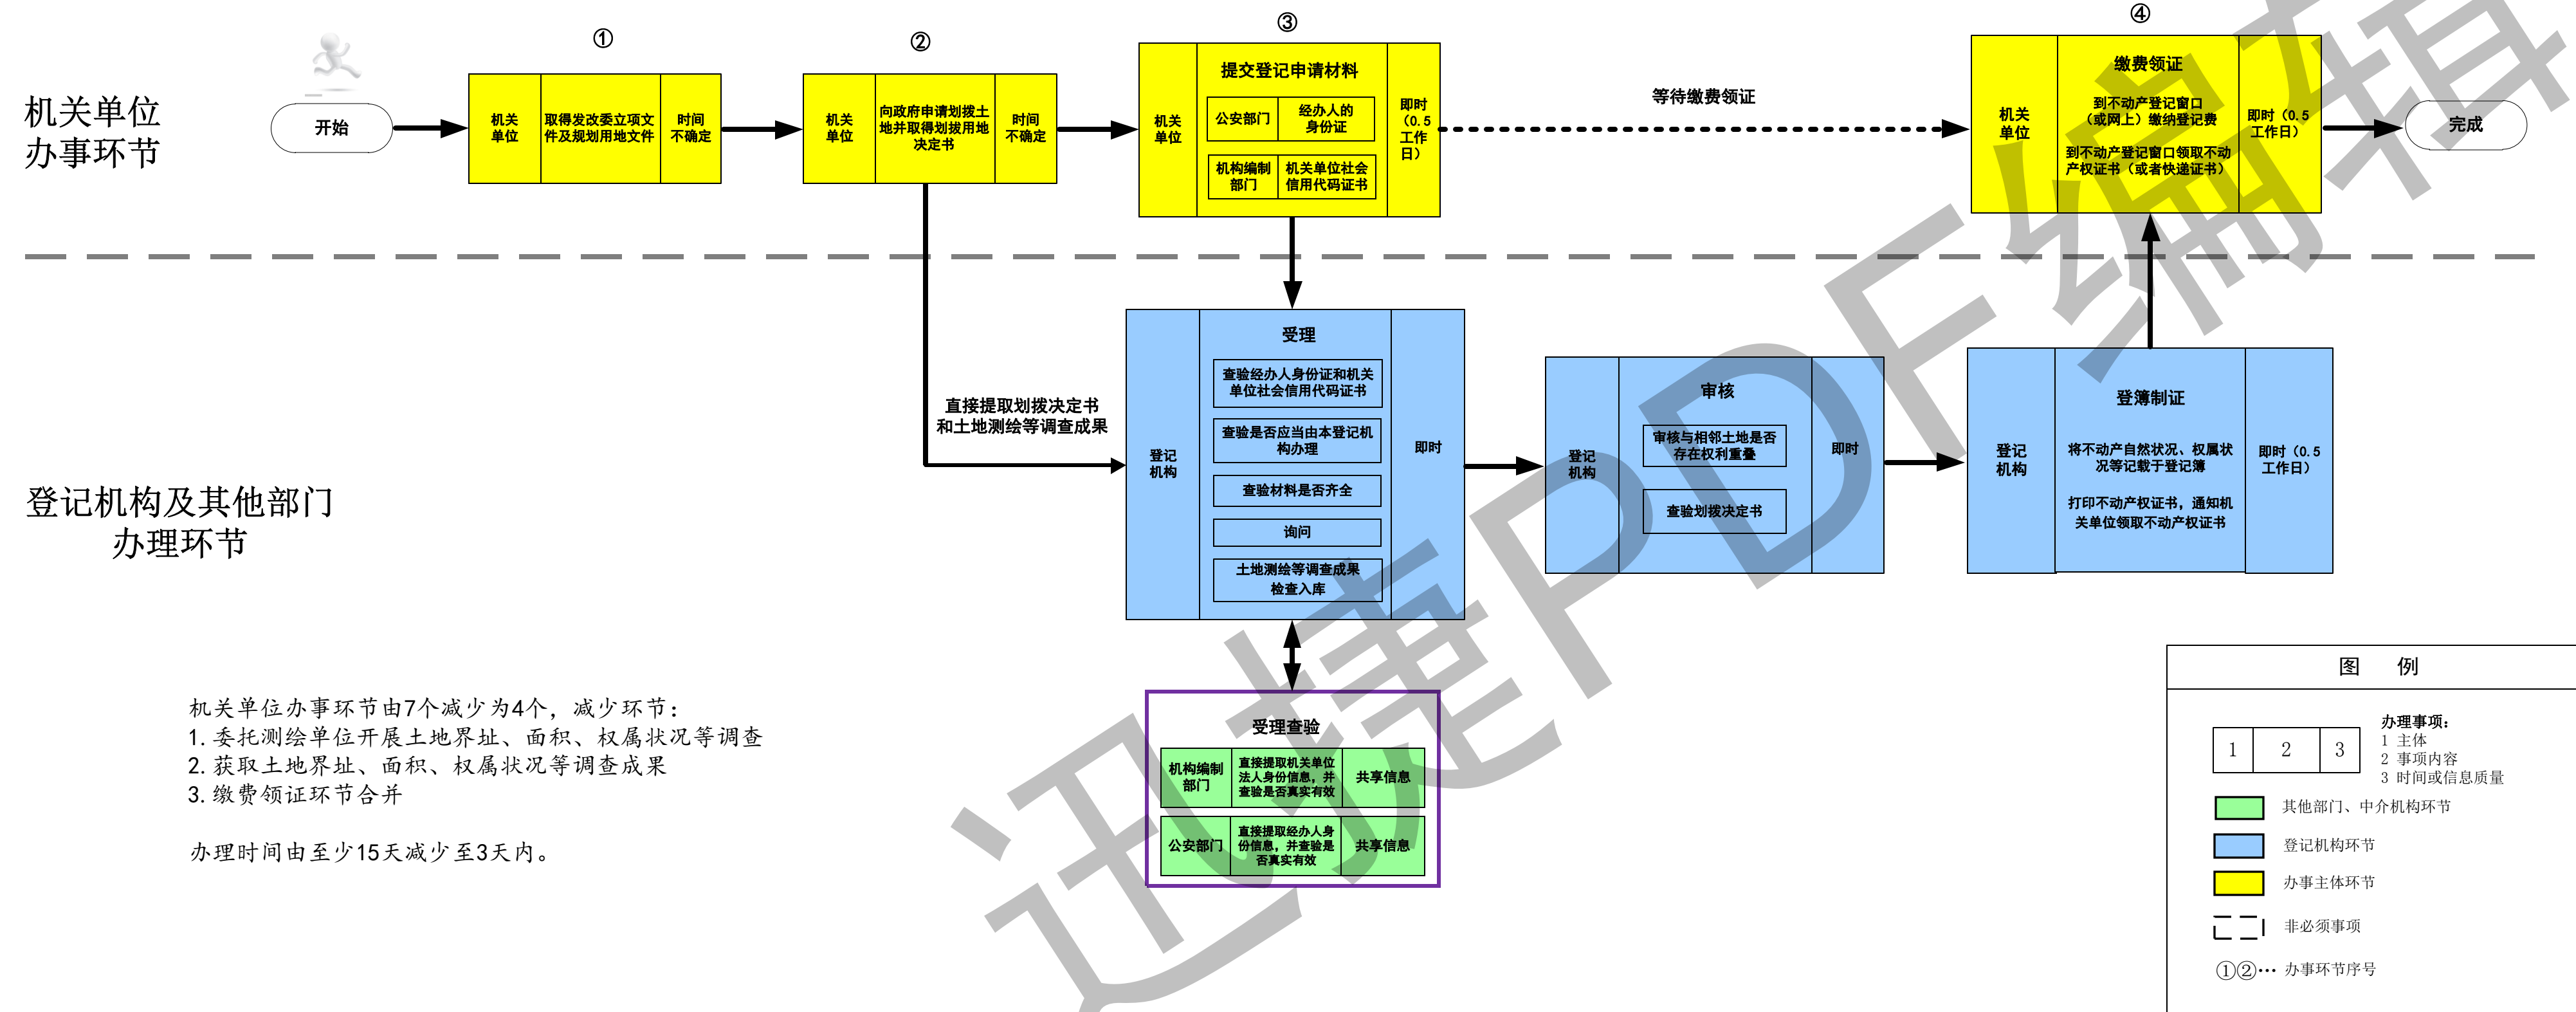 机关单位
办事环节
开始
①
机关
单位
取得发改委立项文
件及规划用地文件
时间
不确定
②
机关
单位
向政府申请划拨土
地并取得划拨用地
决定书
时间
不确定
③
机关
单位
提交登记申请材料
公安部门
经办人的
身份证
机构编制
部门
机关单位社会
信用代码证书
即时
（0.5
工作
日）
等待缴费领证
④
机关
单位
缴费领证
到不动产登记窗口
（或网上）缴纳登记费
到不动产登记窗口领取不动
产权证书（或者快递证书）
即时（0.5
工作日）
完成
登记机构及其他部门
办理环节
直接提取划拨决定书
和土地测绘等调查成果
登记
机构
受理
查验经办人身份证和机关
单位社会信用代码证书
查验是否应当由本登记机
构办理
查验材料是否齐全
询问
土地测绘等调查成果
检查入库
即时
登记
机构
审核
审核与相邻土地是否
存在权利重叠
查验划拨决定书
即时
登记
机构
登簿制证
将不动产自然状况、权属状
况等记载于登记簿
打印不动产权证书，通知机
关单位领取不动产权证书
即时（0.5
工作日）
受理查验
机构编制
部门
直接提取机关单位
法人身份信息，并
查验是否真实有效
共享信息
公安部门
直接提取经办人身
份信息，并查验是
否真实有效
共享信息
机关单位办事环节由7个减少为4个，减少环节：
1.委托测绘单位开展土地界址、面积、权属状况等调查
2.获取土地界址、面积、权属状况等调查成果
3.缴费领证环节合并
办理时间由至少15天减少至3天内。
图 例
1 2 3
办理事项：
1 主体
2 事项内容
3 时间或信息质量
其他部门、中介机构环节
登记机构环节
办事主体环节
非必须事项
①②… 办事环节序号
迅捷PDF编辑